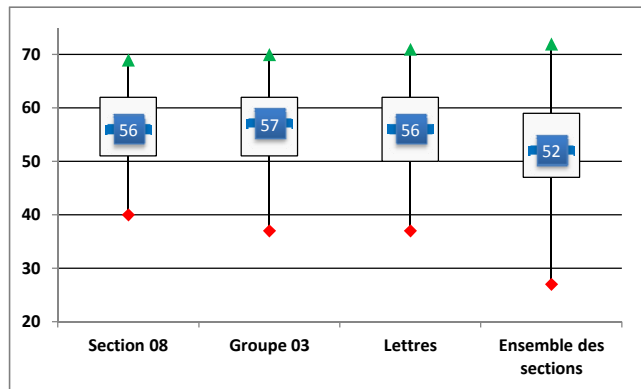 70
60
50
40
30
20
56
57
56
52
Section 08
Groupe 03
Lettres
Ensemble des
sections